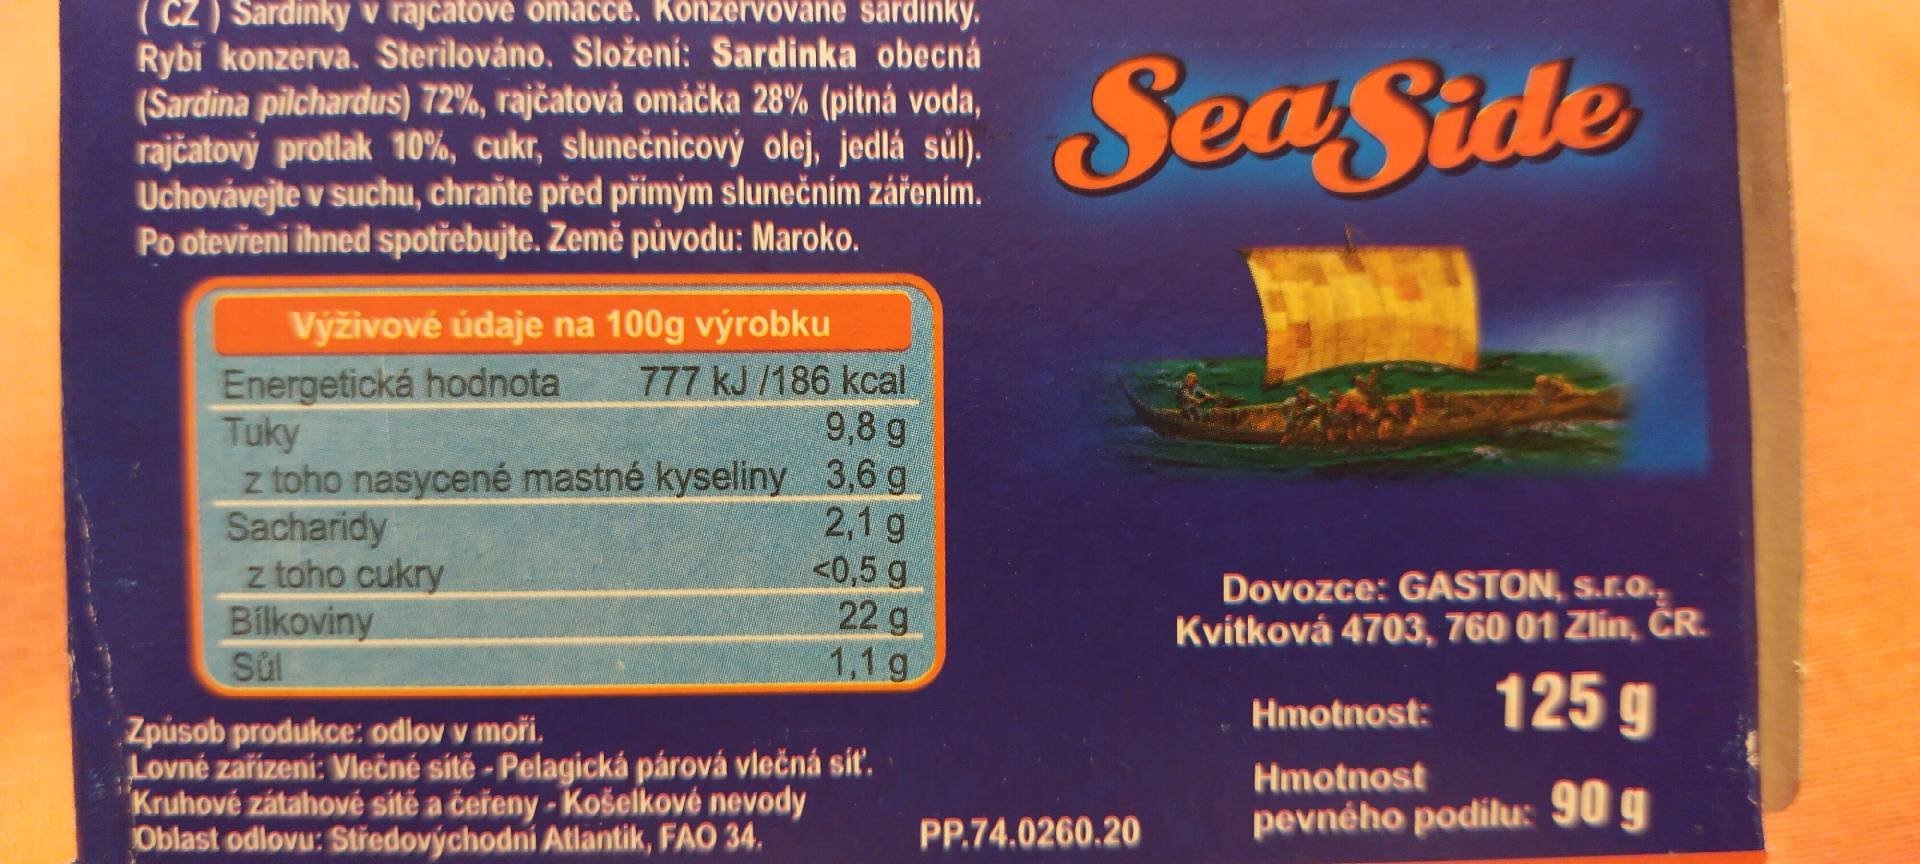 ( CZ ) Sardinky v rajčatové omáčce. Konzervované sardinky.
Rybí konzerva. Sterilováno. Složení: Sardinka obecná
(Sardina pilchardus) 72%, rajčatová omáčka 28% (pitná voda,
rajčatový protlak 10%, cukr, slunečnicový olej, jedlá sůl).
Uchovávejte v suchu, chraňte před přímým slunečním zářením.
Po otevření ihned spotřebujte. Země původu: Maroko.
Výživové údaje na 100g výrobku
Energetická hodnota 777 kJ /186 kcal
Tuky 9,8 g
z toho nasycené mastné kyseliny 3,6 g
Sacharidy 2,1 g
z toho cukry <0,5 g
Bílkoviny 22 g
Sůl 1,1 g
Způsob produkce: odlov v moři.
Lovné zařízení: Vlečné sítě - Pelagická párová vlečná síť.
Kruhové zátahové sítě a čeřeny - Košelkové nevody
Oblast odlovu: Středovýchodní Atlantik, FAO 34.
PP.74.0260.20
Sea Side
Dovozce: GASTON, s.r.o.,
Kvitková 4703, 760 01 Zlín, ČR.
Hmotnost: 125 g
Hmotnost
pevného podílu: 90 g